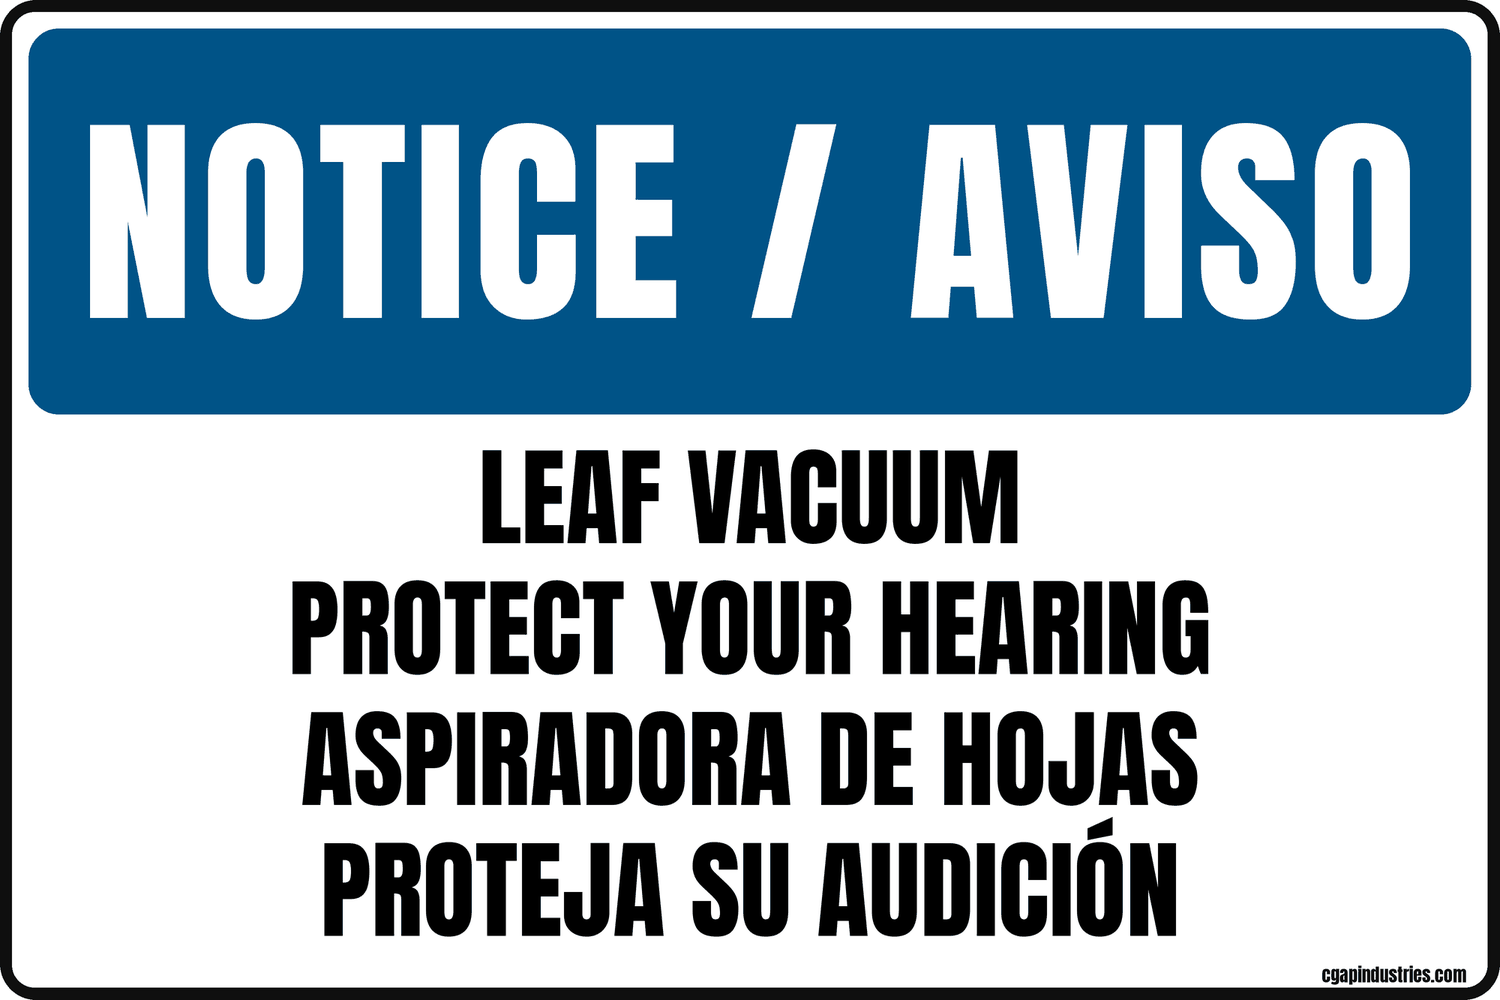 NOTICE / AVISO
LEAF VACUUM
PROTECT YOUR HEARING
ASPIRADORA DE HOJAS
PROTEJA SU AUDICIÓN
cgapindustries.com